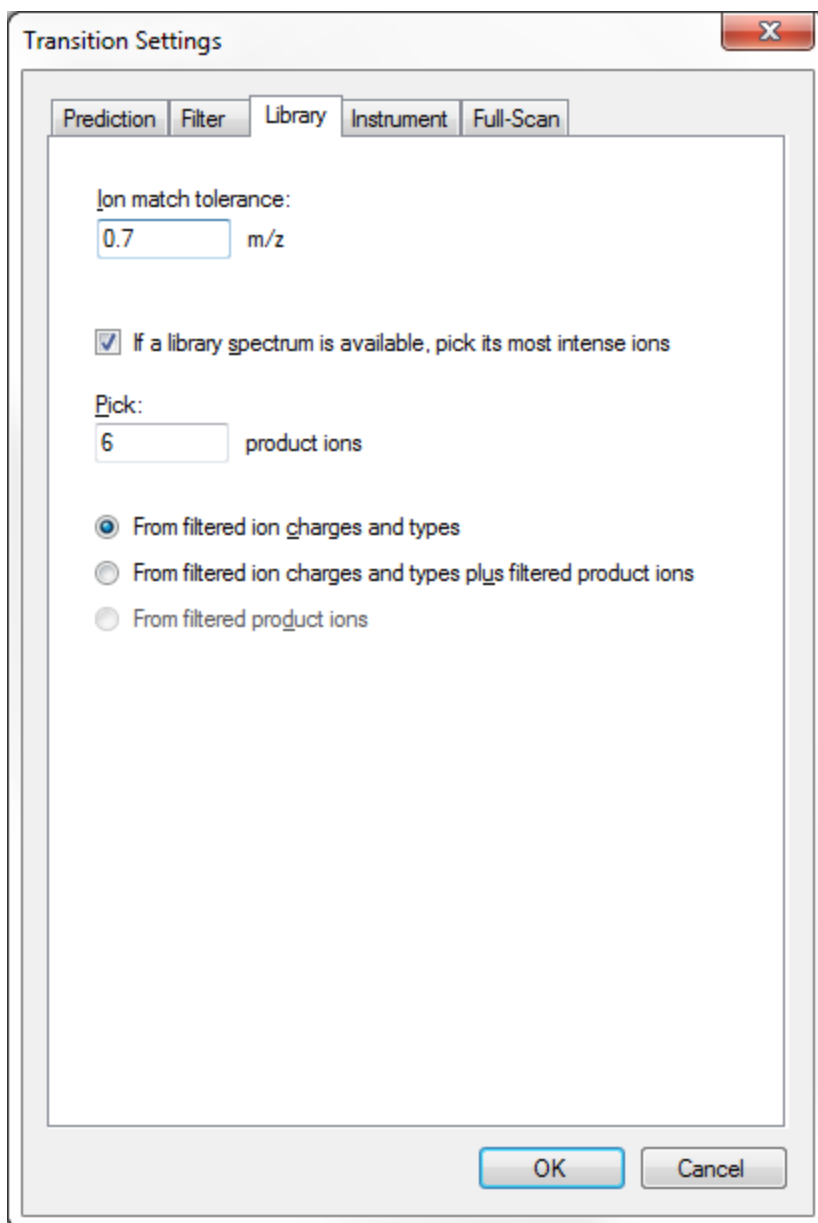 Transition Settings
Prediction Filter Library Instrument Full-Scan
Ion match tolerance:
0.7 m/z
If a library spectrum is available, pick its most intense ions
Pick:
6 product ions
From filtered ion charges and types
From filtered ion charges and types plus filtered product ions
From filtered product ions
OK Cancel